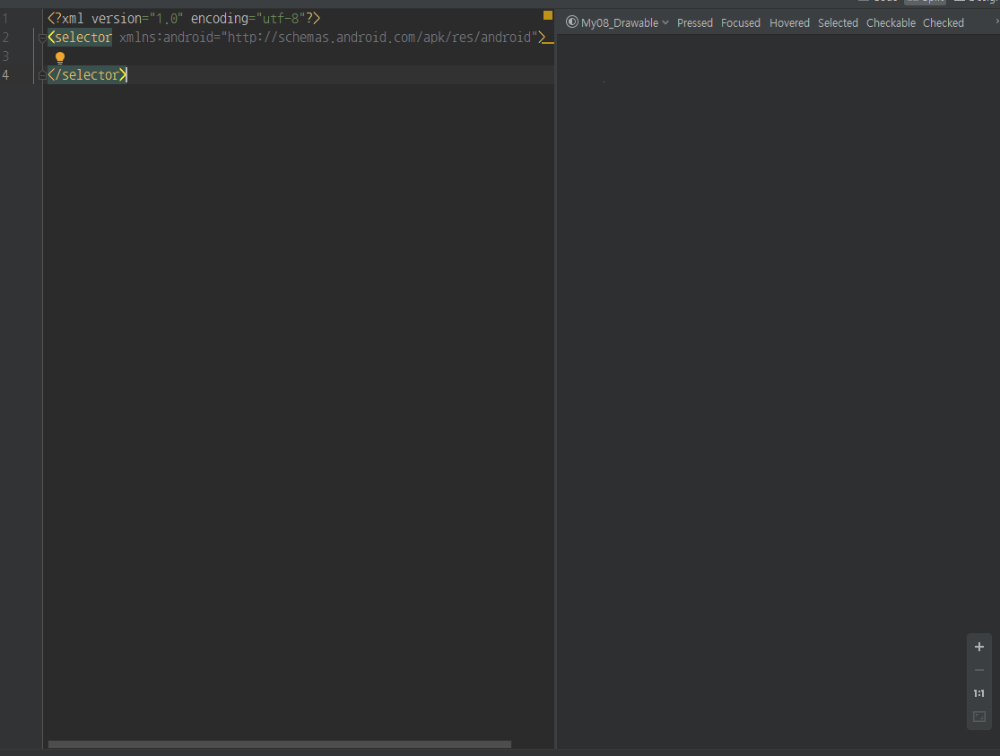 1 <?xml version="1.0" encoding="utf-8"?>
2 <selector xmlns:android="http://schemas.android.com/apk/res/android">
3
4 </selector>
My08_Drawable Pressed Focused Hovered Selected Checkable Checked
1:1